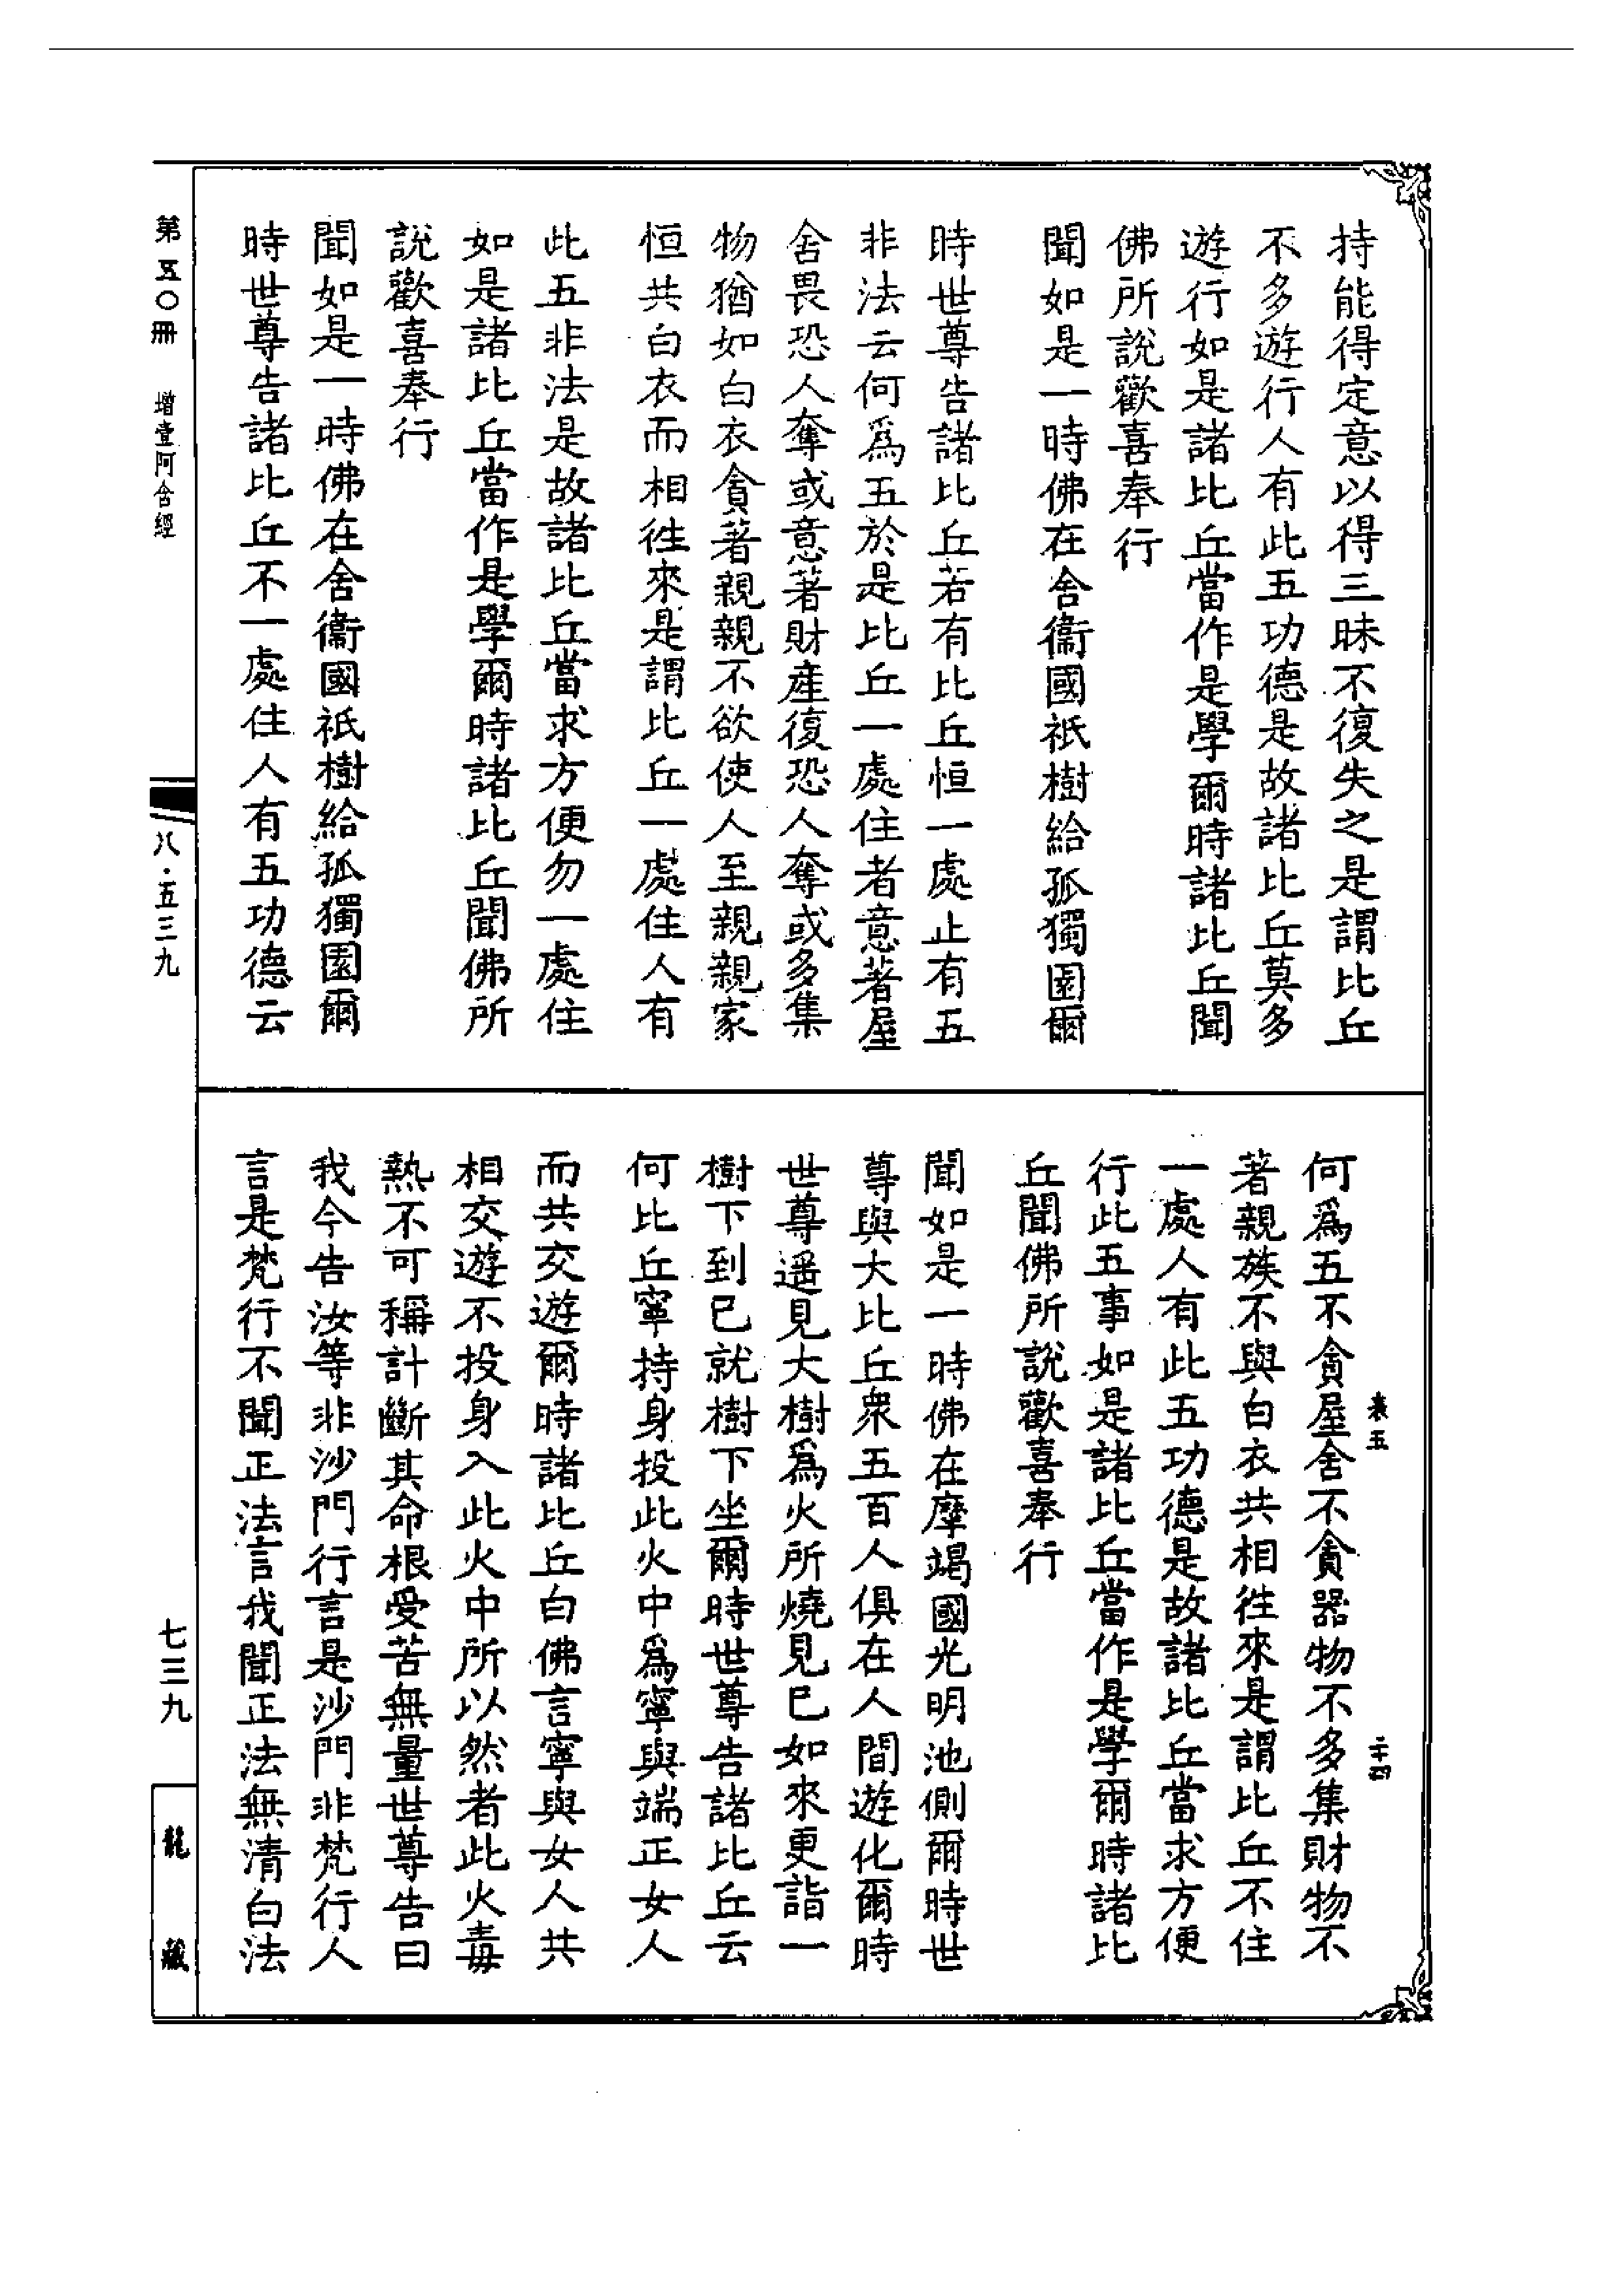 持能得定意以得三昧不復失之是謂比丘
不多遊行人有此五功德是故諸比丘莫多
遊行如是諸比丘當作是學爾時諸比丘聞
佛所說歡喜奉行
聞如是一時佛在舍衞國祇樹給孤獨園爾
時世尊告諸比丘若有比丘恒一處止有五
非法云何爲五於是比丘一處住者意著屋
舍畏恐人奪或意著財產復恐人奪或多集
物猶如白衣貪著親親不欲使人至親親家
恒共白衣而相徃來是謂比丘一處住人有
此五非法是故諸比丘當求方便勿一處住
如是諸比丘當作是學爾時諸比丘聞佛所
說歡喜奉行
聞如是一時佛在舍衞國祇樹給孤獨園爾
時世尊告諸比丘不一處住人有五功德云
何爲五不貪屋舍不貪器物不多集財物不
著親族不與白衣共相徃來是謂比丘不住
一處人有此五功德是故諸比丘當求方便
行此五事如是諸比丘當作是學爾時諸比
丘聞佛所說歡喜奉行
聞如是一時佛在摩竭國光明池側爾時世
尊與大比丘衆五百人俱在人間遊化爾時
世尊遥見大樹爲火所燒見已如來更詣一
樹下到已就樹下坐爾時世尊告諸比丘云
何比丘寧持身投此火中爲寧與端正女人
而共交遊爾時諸比丘白佛言寧與女人共
相交遊不投身入此火中所以然者此火毒
熱不可稱計斷其命根受苦無量世尊告曰
我今告汝等非沙門行言是沙門非梵行人
言是梵行不聞正法言我聞正法無清白法
第五〇冊 增壹阿含經
八·五三九
七三九
龍藏
二十四